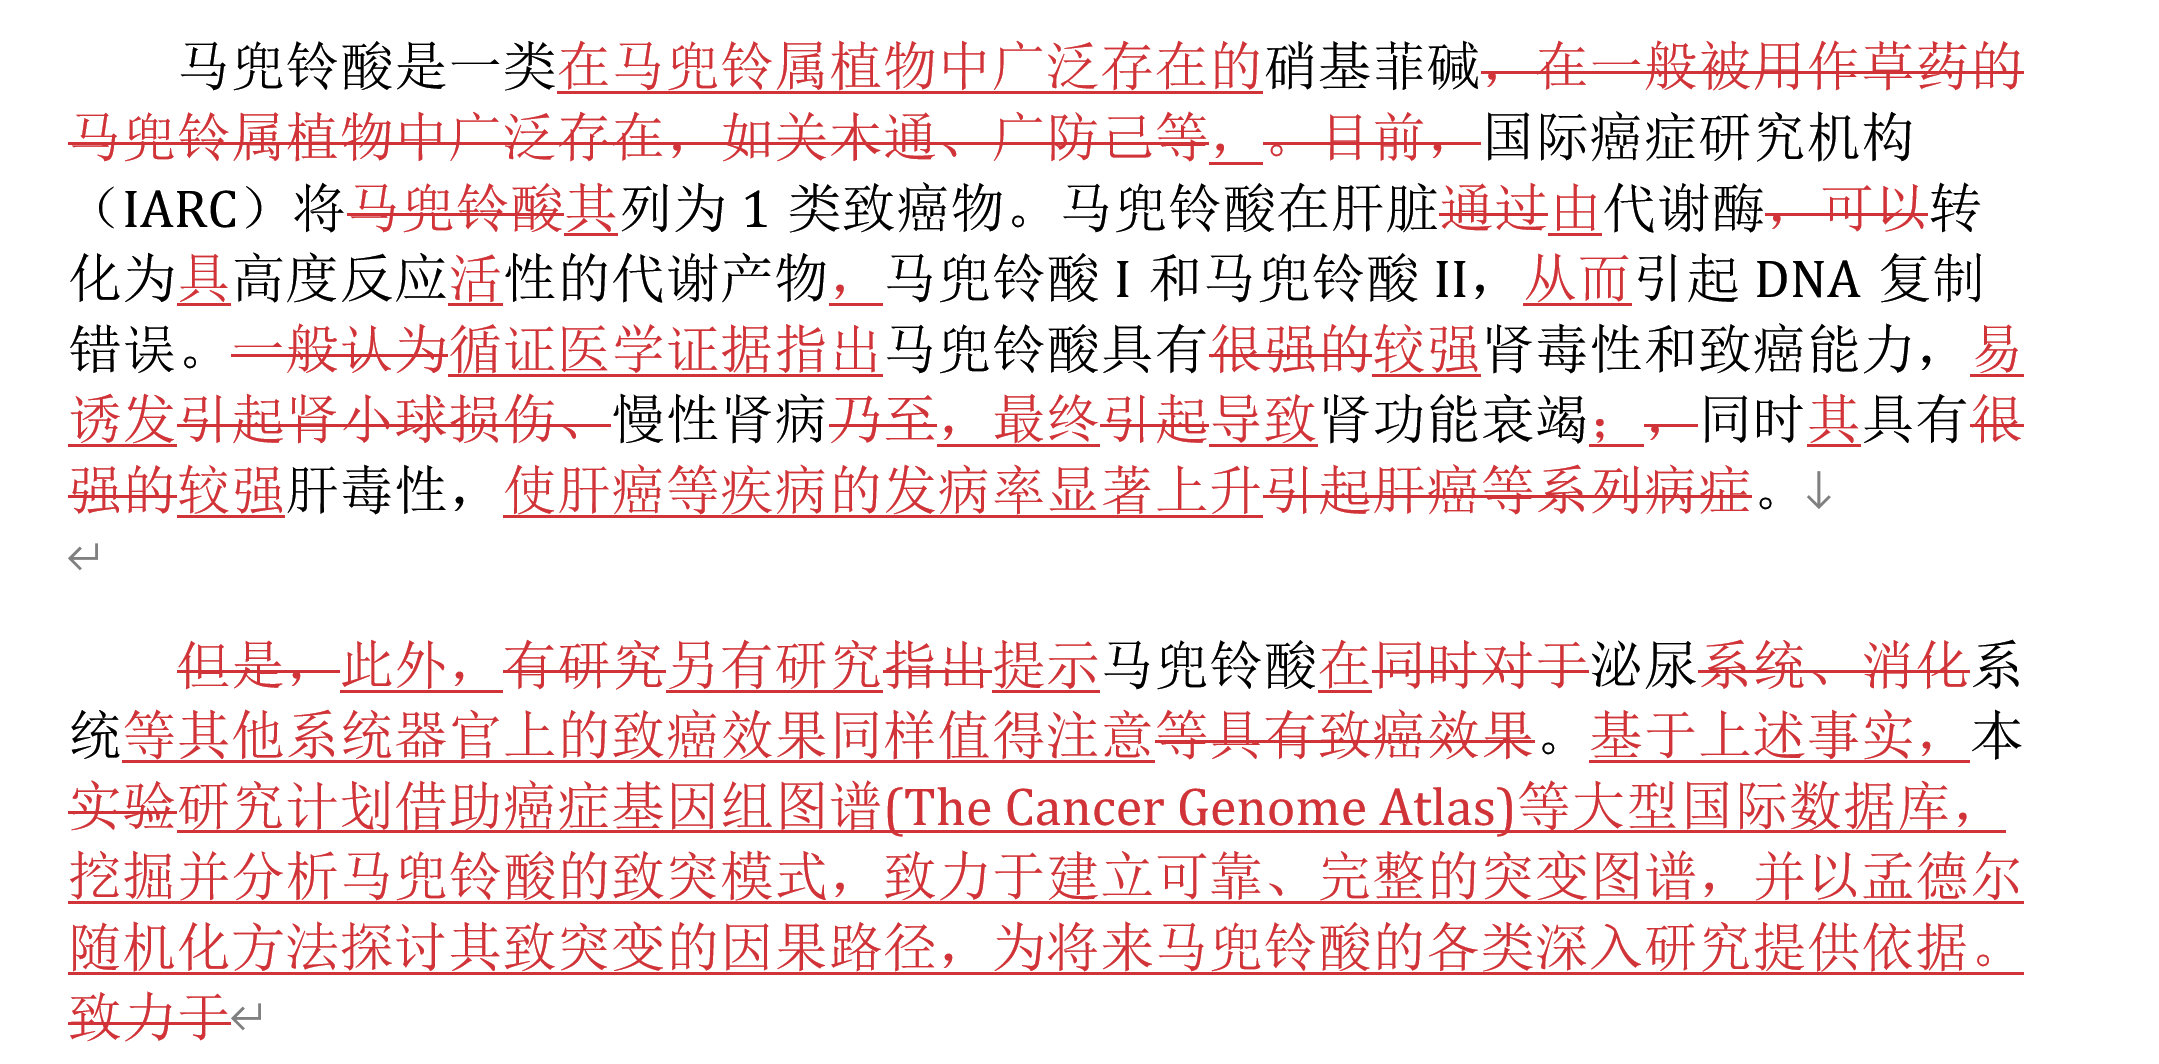 马兜铃酸是一类在马兜铃属植物中广泛存在的硝基菲碱，在一般被用作草药的
马兜铃属植物中广泛存在，如关木通、广防己等，。目前，国际癌症研究机构
（IARC）将马兜铃酸其列为 1 类致癌物。马兜铃酸在肝脏通过由代谢酶，可以转
化为具高度反应活性的代谢产物，马兜铃酸 I 和马兜铃酸 II，从而引起 DNA 复制
错误。一般认为循证医学证据指出马兜铃酸具有很强的较强肾毒性和致癌能力，易
诱发引起肾小球损伤、慢性肾病乃至，最终引起导致肾功能衰竭；，同时其具有很
强的较强肝毒性，使肝癌等疾病的发病率显著上升引起肝癌等系列病症。↓
↵
但是，此外，有研究另有研究指出提示马兜铃酸在同时对于泌尿系统、消化系
统等其他系统器官上的致癌效果同样值得注意等具有致癌效果。基于上述事实，本
实验研究计划借助癌症基因组图谱(The Cancer Genome Atlas)等大型国际数据库，
挖掘并分析马兜铃酸的致突模式，致力于建立可靠、完整的突变图谱，并以孟德尔
随机化方法探讨其致突变的因果路径，为将来马兜铃酸的各类深入研究提供依据。
致力于↵